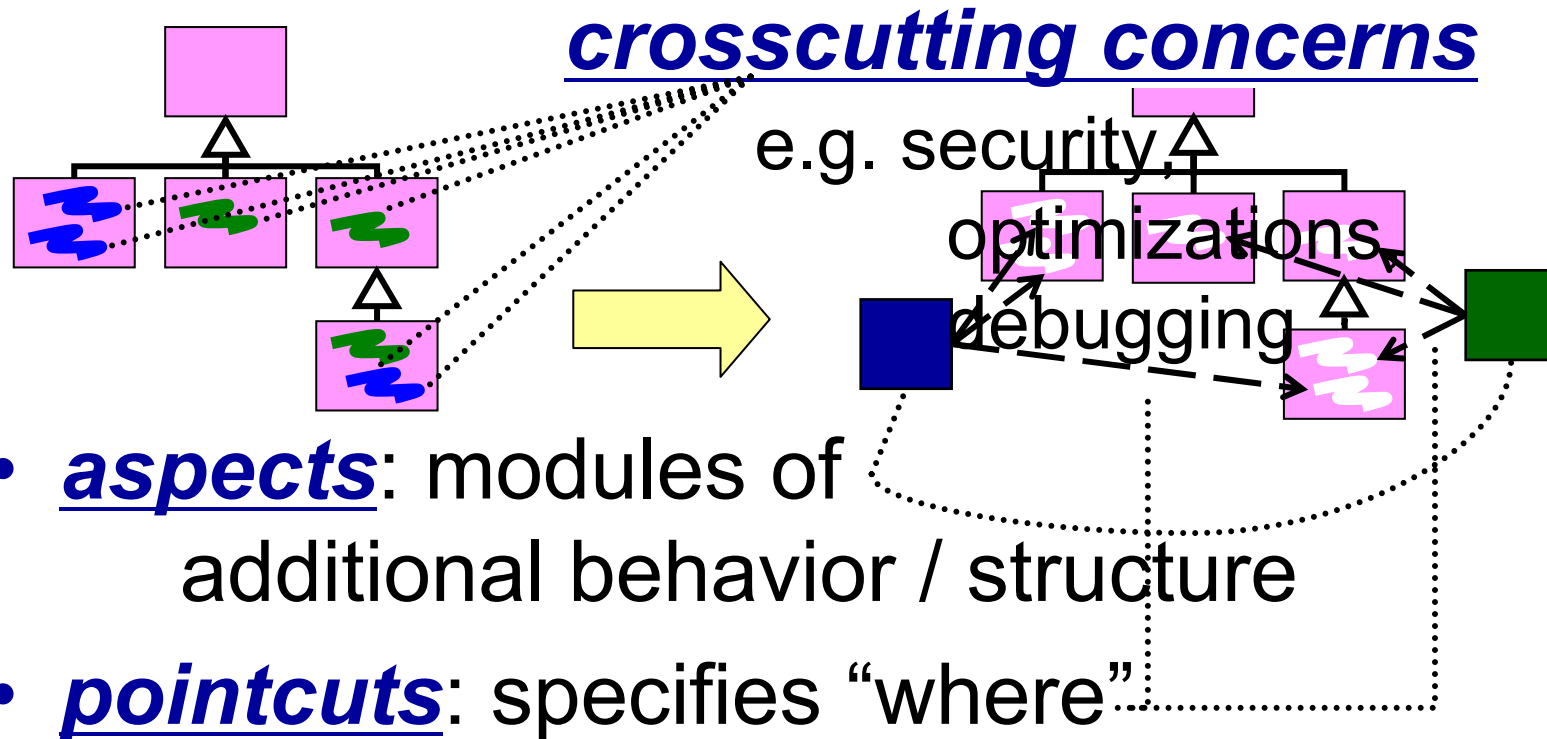 crosscutting concerns
e.g. security,
optimizations
debugging
• aspects: modules of
additional behavior / structure
• pointcuts: specifies “where”